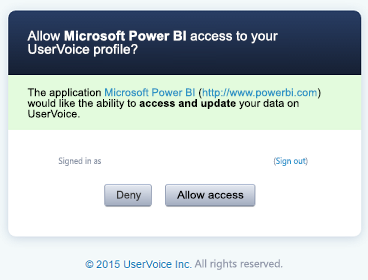 Allow Microsoft Power BI access to your
UserVoice profile?
The application Microsoft Power BI (http://www.powerbi.com)
would like the ability to access and update your data on
UserVoice.
Signed in as (Sign out)
Deny Allow access
© 2015 UserVoice Inc. All rights reserved.